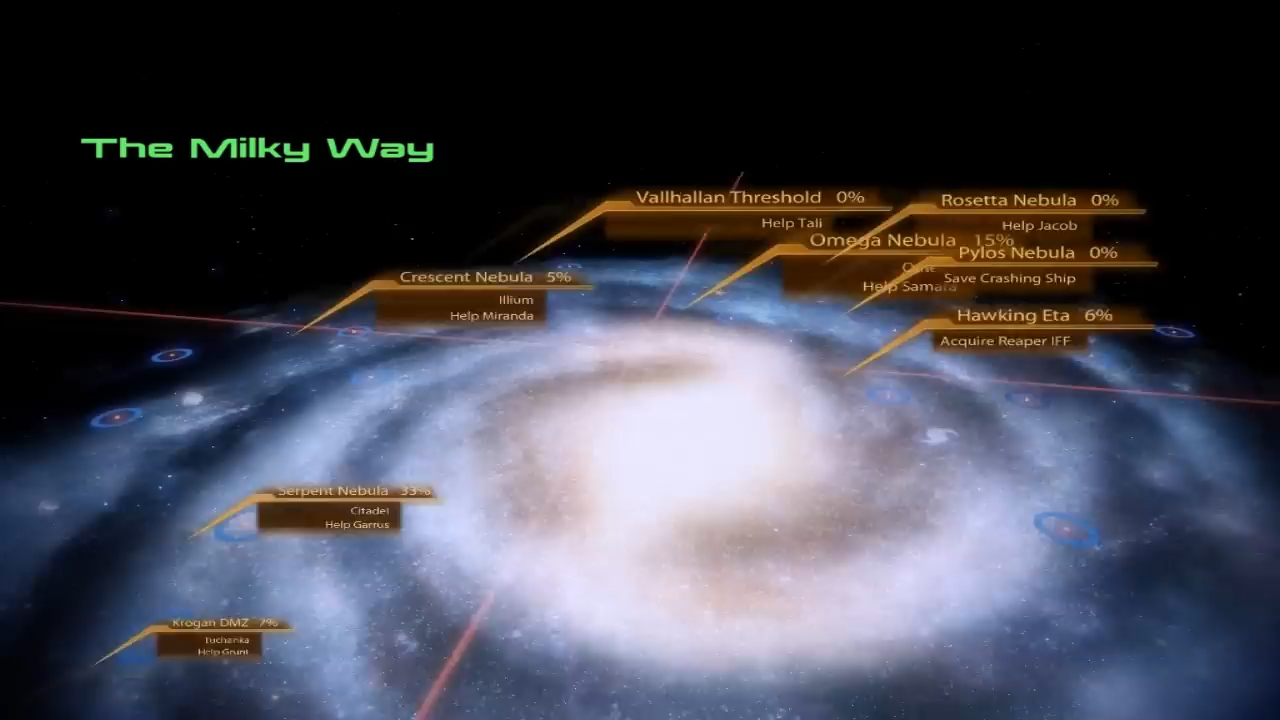 The Milky Way
Vallhallan Threshold 0%
Help Tali
Rosetta Nebula 0%
Help Jacob
Omega Nebula 15%
Help Samara
Pylos Nebula 0%
Save Crashing Ship
Crescent Nebula 5%
Illium
Help Miranda
Hawking Eta 6%
Acquire Reaper IFF
Serpent Nebula 33%
Citadel
Help Garrus
Krogan DMZ 7%
Tuchanka
Help Grunt